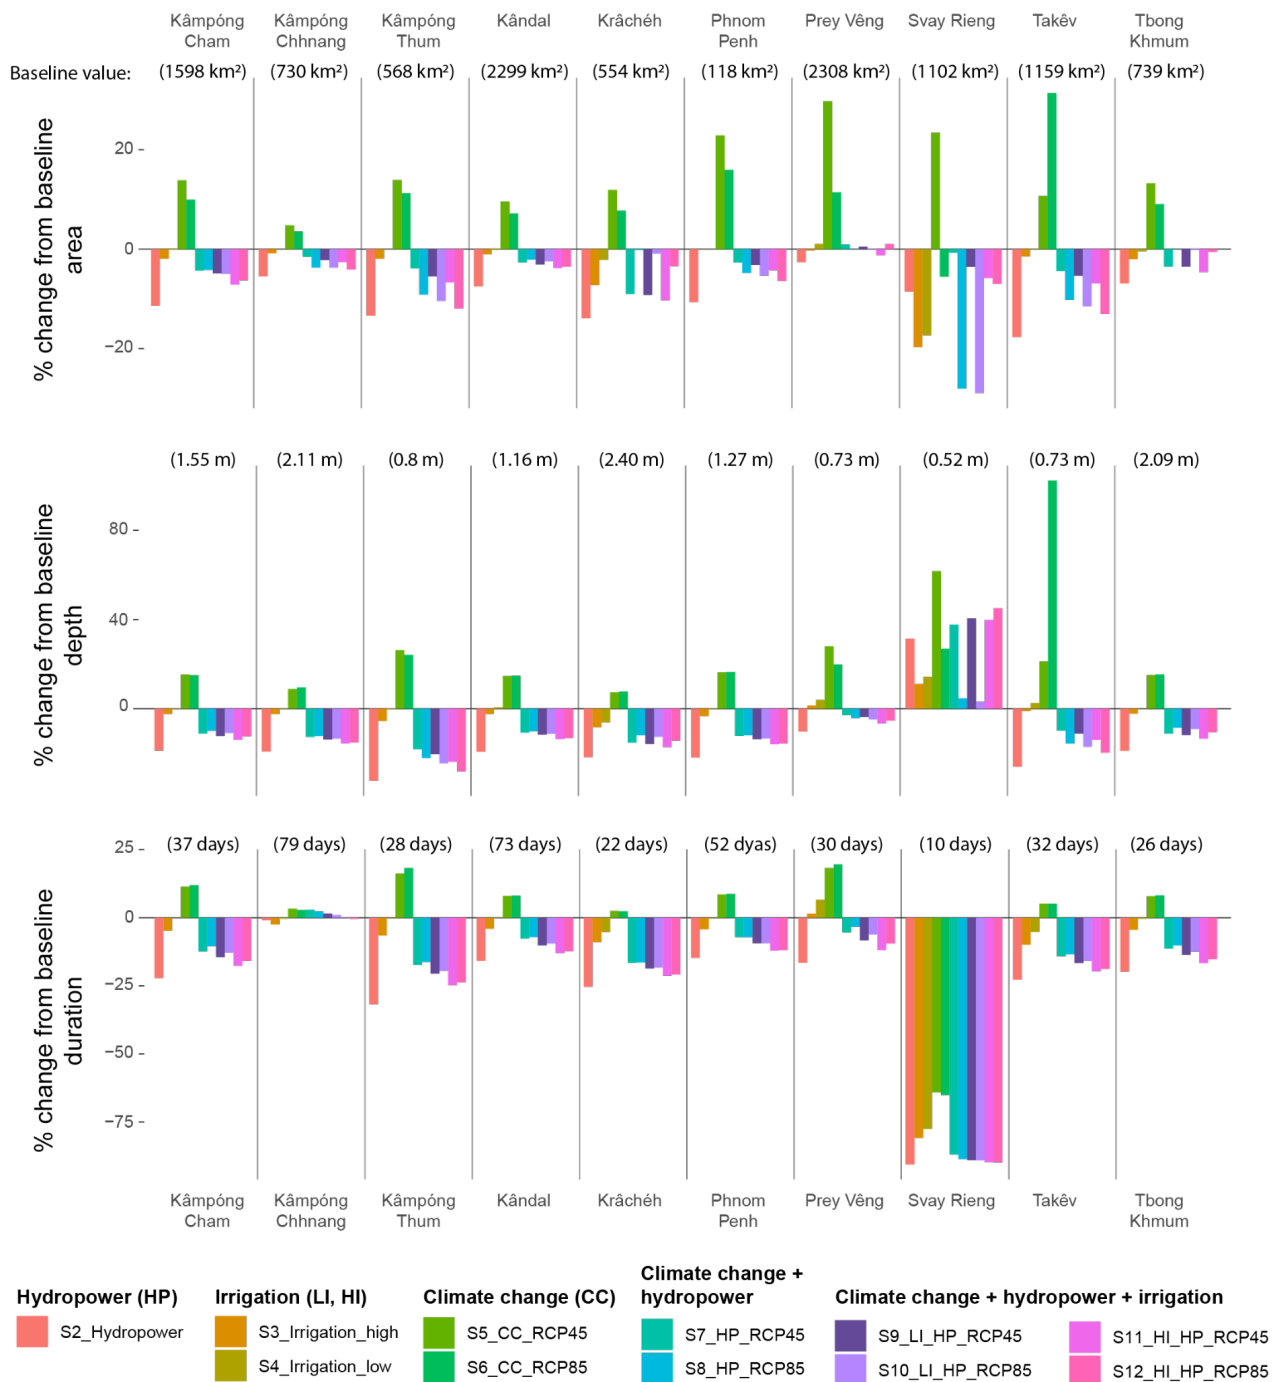 Kâmpóng Cham
Kâmpóng Chhnang
Kâmpóng Thum
Kândal
Krâchéh
Phnom Penh
Prey Vêng
Svay Rieng
Takêv
Tbong Khmum
Baseline value: (1598 km²) (730 km²) (568 km²) (2299 km²) (554 km²) (118 km²) (2308 km²) (1102 km²) (1159 km²) (739 km²)
% change from baseline
area
20
0
−20
(1.55 m) (2.11 m) (0.8 m) (1.16 m) (2.40 m) (1.27 m) (0.73 m) (0.52 m) (0.73 m) (2.09 m)
% change from baseline
depth
80
40
0
(37 days) (79 days) (28 days) (73 days) (22 days) (52 dyas) (30 days) (10 days) (32 days) (26 days)
% change from baseline
duration
25
0
−25
−50
−75
Kâmpóng Cham
Kâmpóng Chhnang
Kâmpóng Thum
Kândal
Krâchéh
Phnom Penh
Prey Vêng
Svay Rieng
Takêv
Tbong Khmum
Hydropower (HP)
S2_Hydropower
Irrigation (LI, HI)
S3_Irrigation_high
S4_Irrigation_low
Climate change (CC)
S5_CC_RCP45
S6_CC_RCP85
Climate change +
hydropower
S7_HP_RCP45
S8_HP_RCP85
Climate change + hydropower + irrigation
S9_LI_HP_RCP45
S10_LI_HP_RCP85
S11_HI_HP_RCP45
S12_HI_HP_RCP85